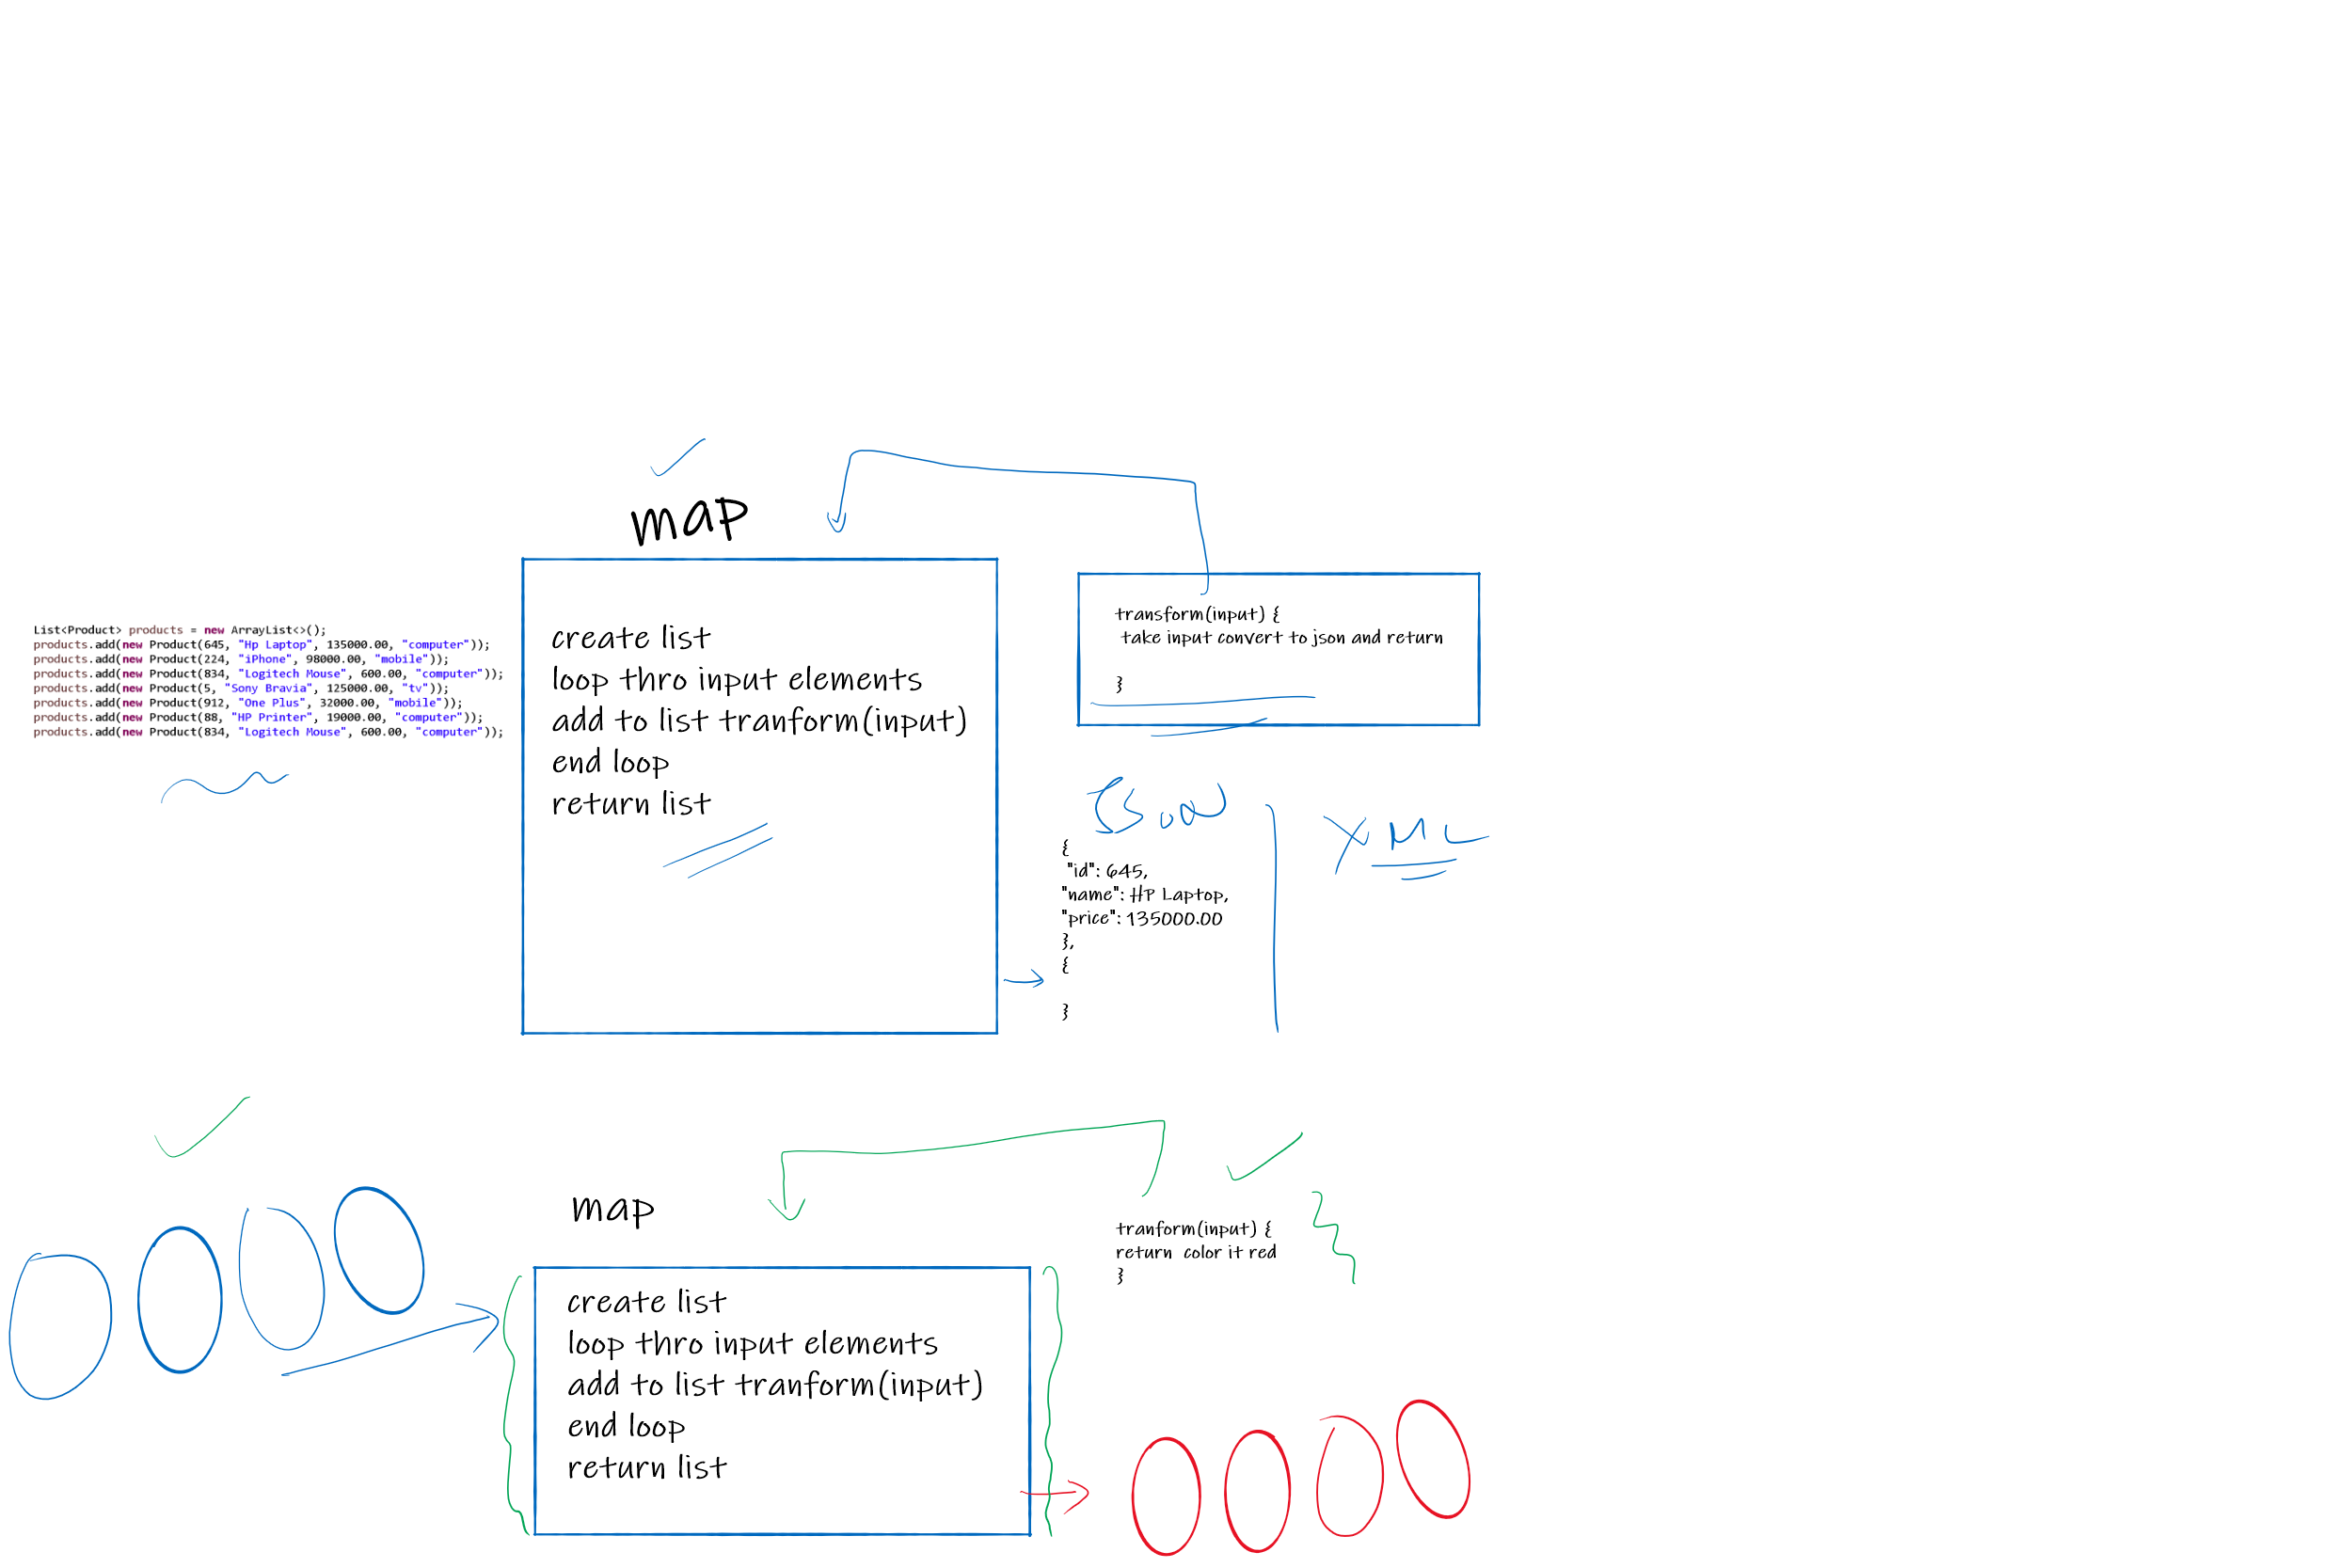 map
List<Product> products = new ArrayList<>();
products.add(new Product(645, "Hp Laptop", 135000.00, "computer"));
products.add(new Product(224, "iPhone", 98000.00, "mobile"));
products.add(new Product(834, "Logitech Mouse", 600.00, "computer"));
products.add(new Product(5, "Sony Bravia", 125000.00, "tv"));
products.add(new Product(912, "One Plus", 32000.00, "mobile"));
products.add(new Product(88, "HP Printer", 19000.00, "computer"));
products.add(new Product(834, "Logitech Mouse", 600.00, "computer"));
create list
loop thro input elements
add to list tranform(input)
end loop
return list
transform(input) {
take input convert to json and return
}
JSON
XML
{
"id": 645,
"name": HP Laptop,
"price": 135000.00
},
{
}
map
create list
loop thro input elements
add to list tranform(input)
end loop
return list
tranform(input) {
return color it red
}